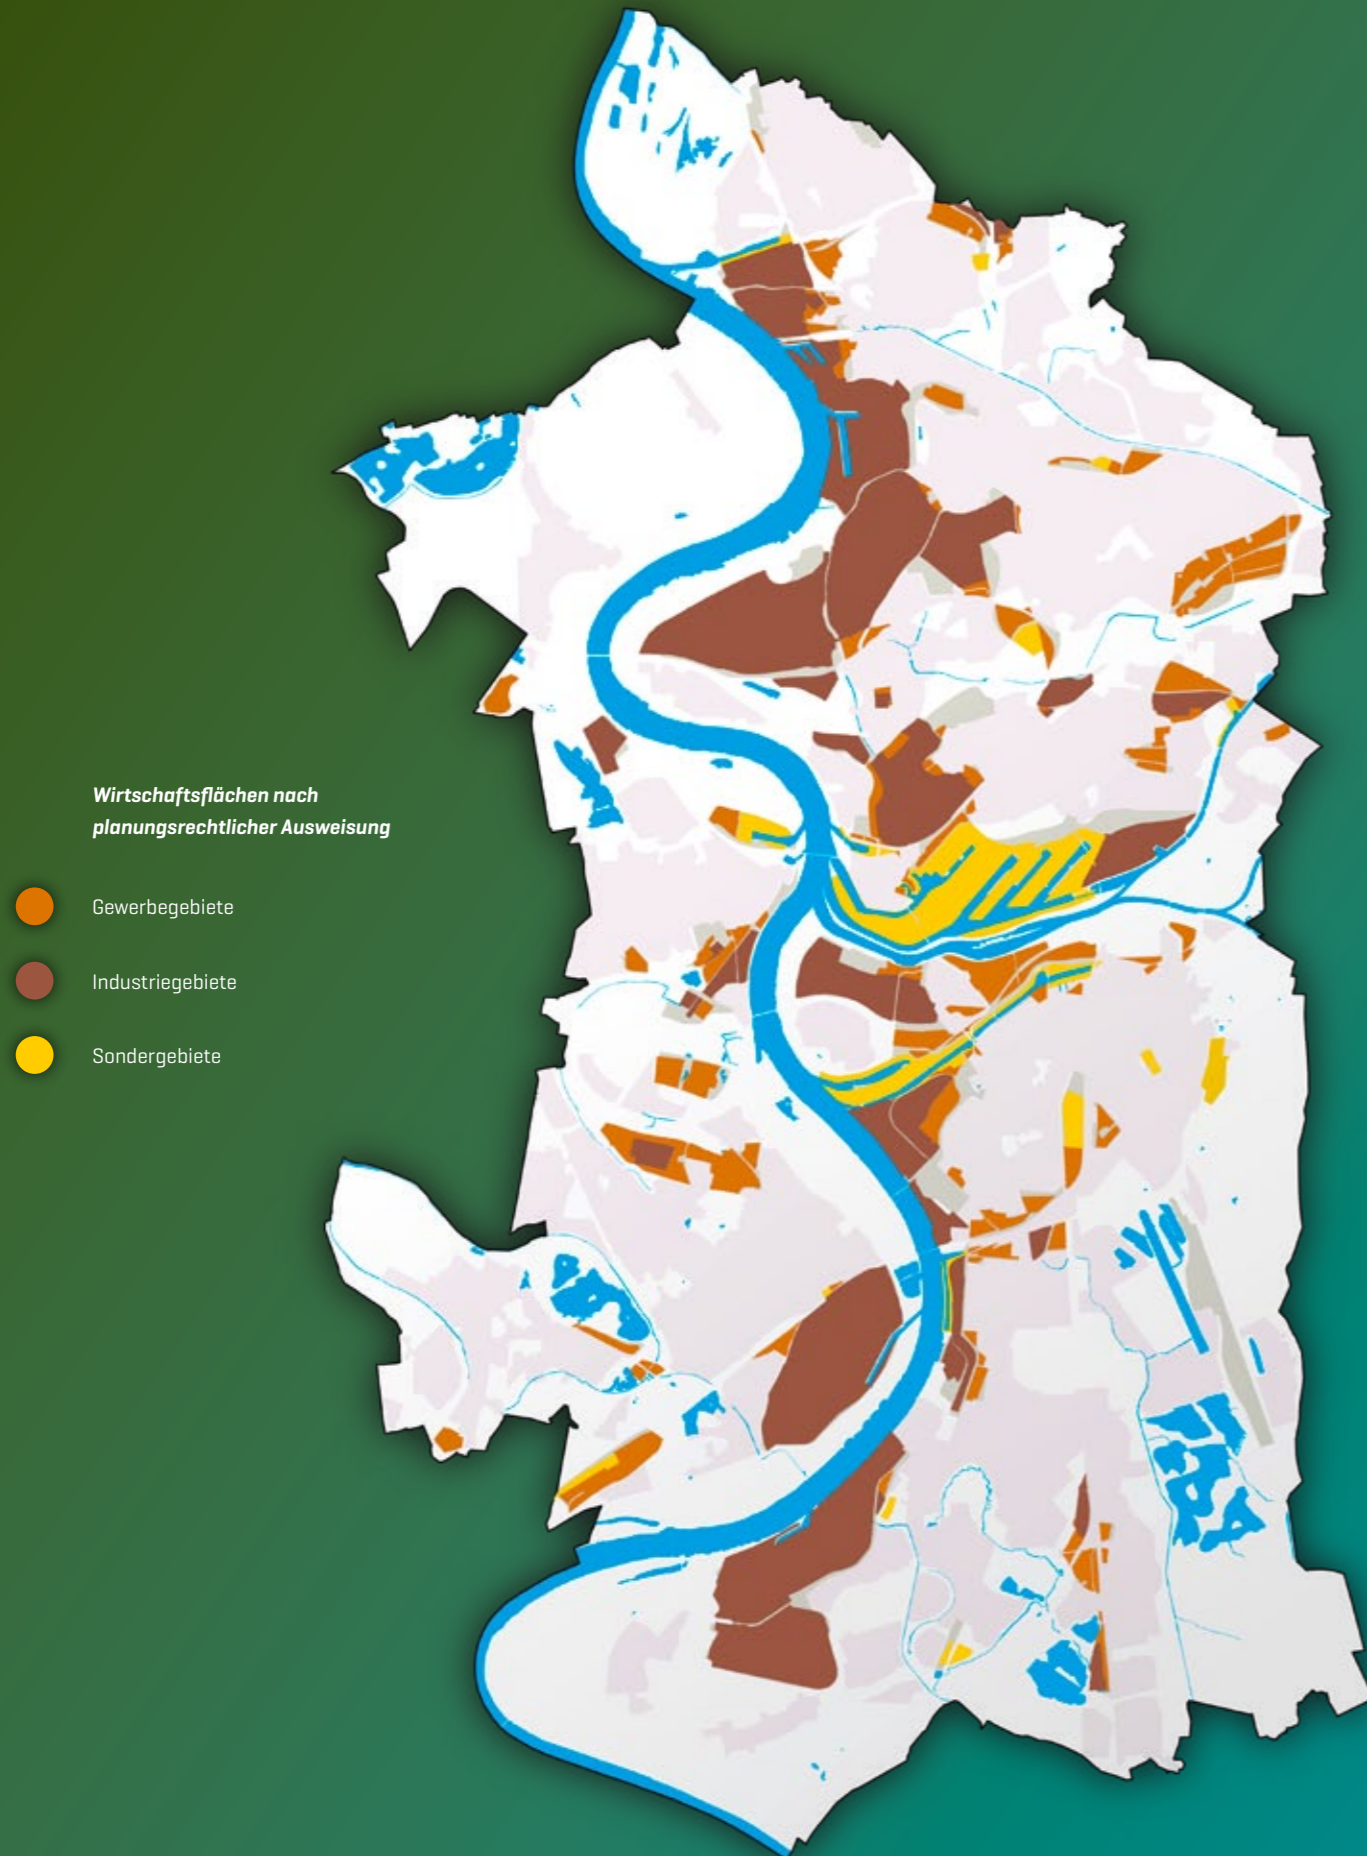 Wirtschaftsflächen nach
planungsrechtlicher Ausweisung
Gewerbegebiete
Industriegebiete
Sondergebiete